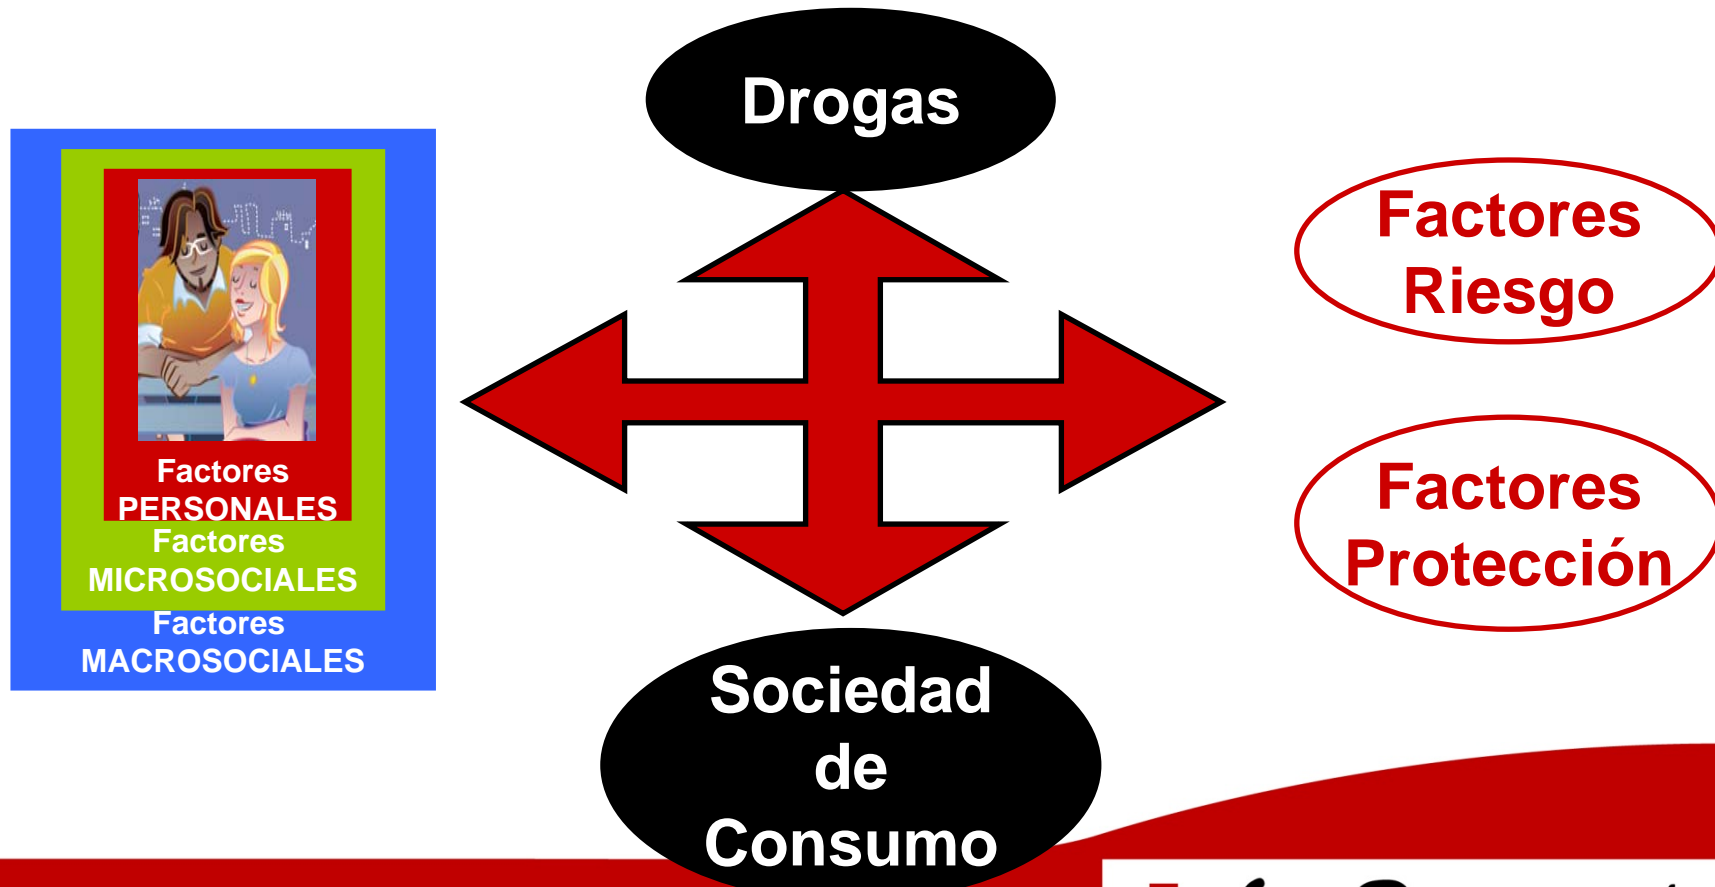 Drogas
Factores
PERSONALES
Factores
MICROSOCIALES
Factores
MACROSOCIALES
Factores
Riesgo
Factores
Protección
Sociedad
de
Consumo